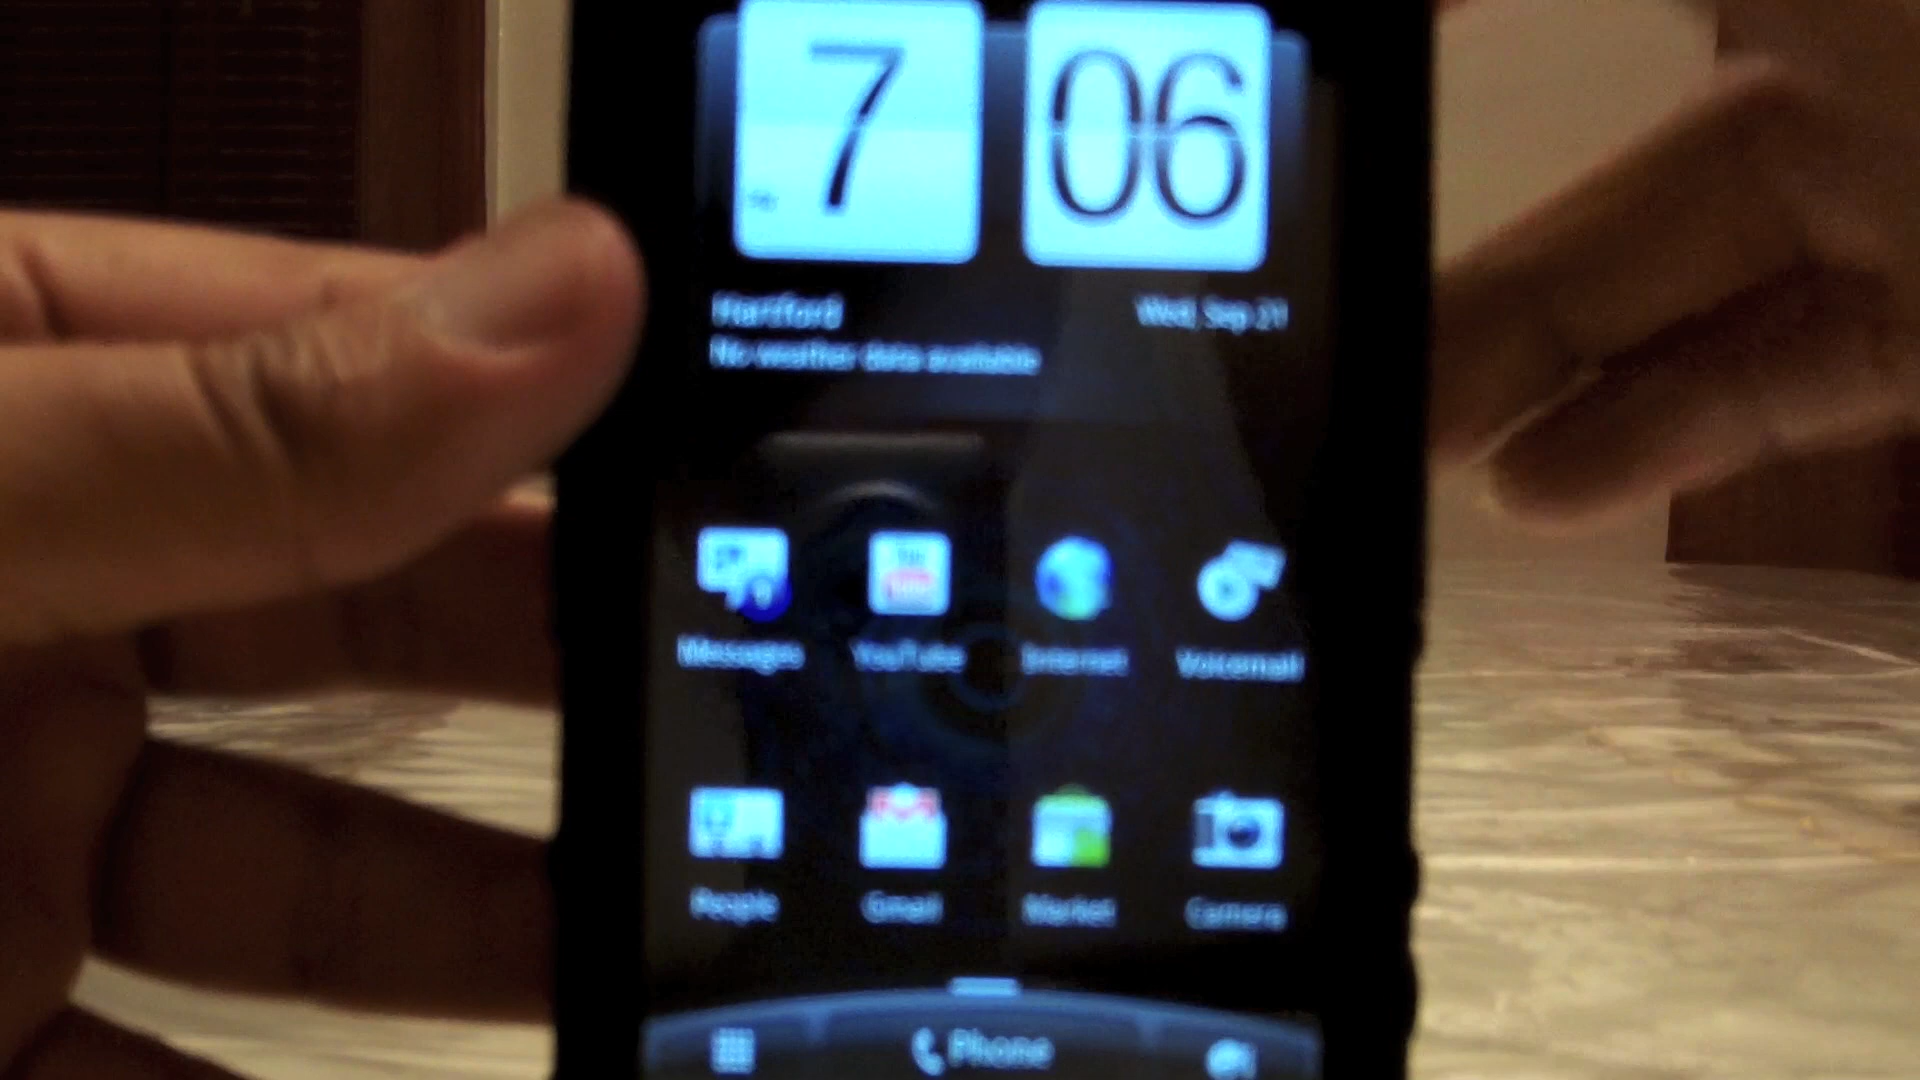 7 06
Hartford Wed, Sep 21
No weather data available
Messages YouTube Internet Voicemail
People Gmail Market Camera
Phone